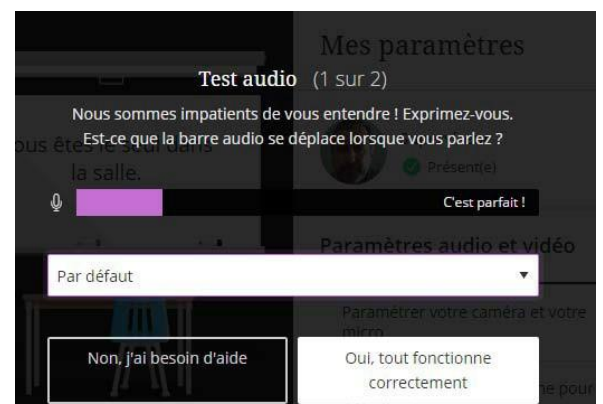 Mes paramètres
Test audio (1 sur 2)
Nous sommes impatients de vous entendre ! Exprimez-vous.
Est-ce que la barre audio se déplace lorsque vous parlez ?
la salle.
Présent(e)
C'est parfait !
Paramètres audio et vidéo
Par défaut
Paramétrer votre caméra et votre
micro
Non, j'ai besoin d'aide
Oui, tout fonctionne
correctement